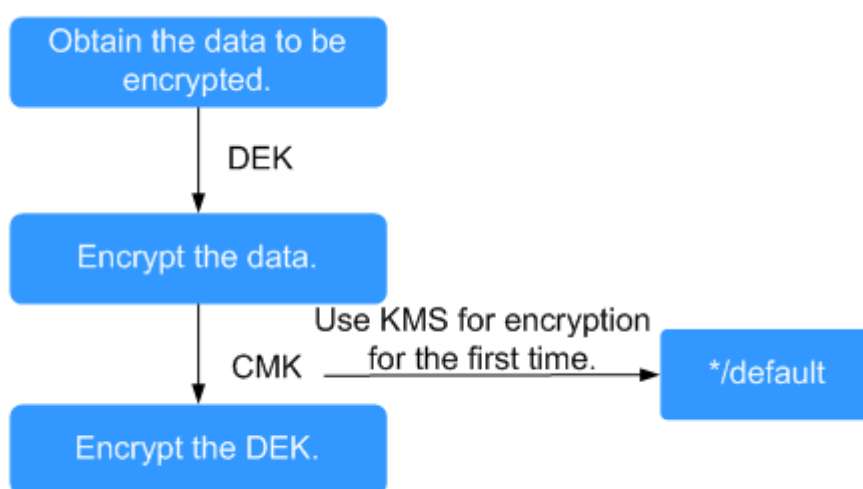 Obtain the data to be
encrypted.
DEK
Encrypt the data.
Use KMS for encryption
for the first time.
CMK
*/default
Encrypt the DEK.